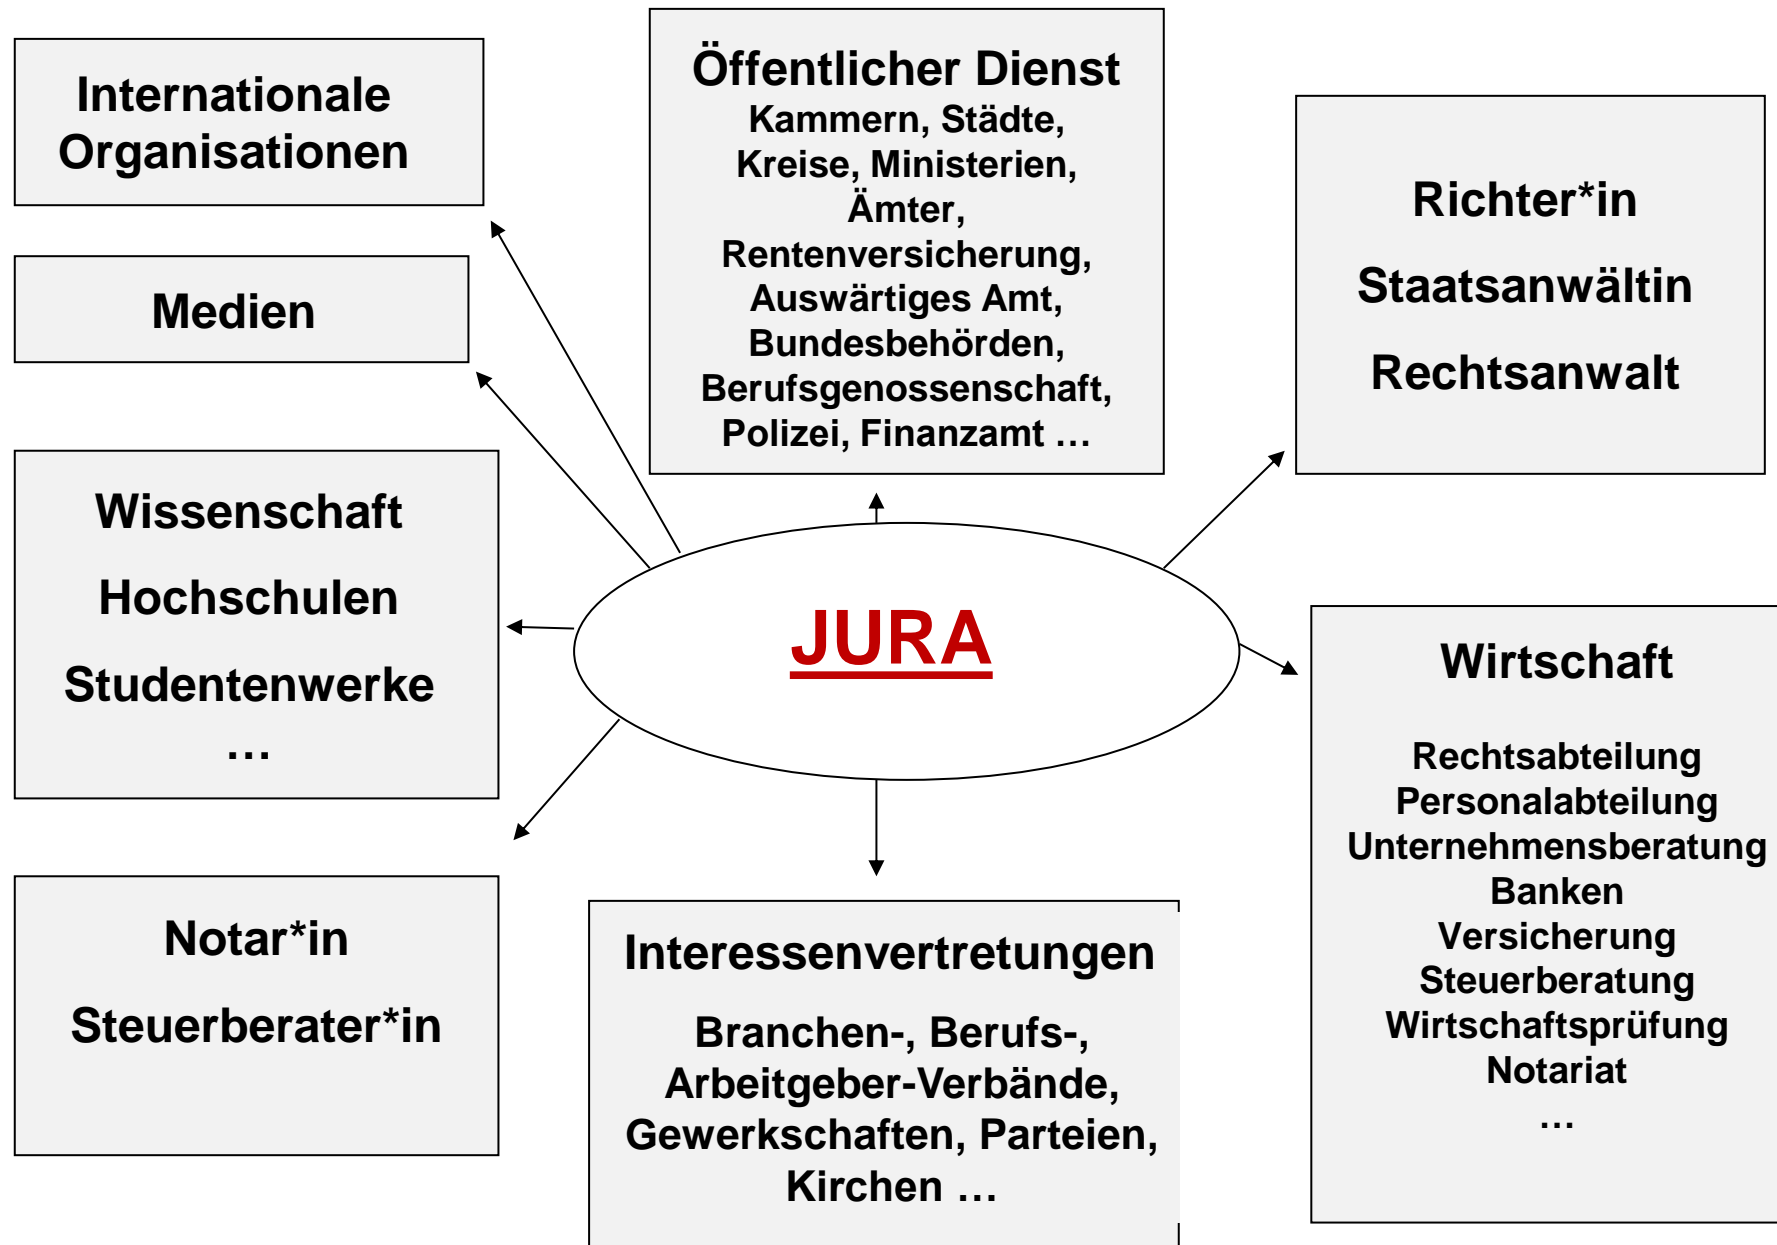 Internationale
Organisationen
Medien
Wissenschaft
Hochschulen
Studentenwerke
…
Notar*in
Steuerberater*in
Öffentlicher Dienst
Kammern, Städte,
Kreise, Ministerien,
Ämter,
Rentenversicherung,
Auswärtiges Amt,
Bundesbehörden,
Berufsgenossenschaft,
Polizei, Finanzamt …
JURA
Interessenvertretungen
Branchen-, Berufs-,
Arbeitgeber-Verbände,
Gewerkschaften, Parteien,
Kirchen …
Richter*in
Staatsanwältin
Rechtsanwalt
Wirtschaft
Rechtsabteilung
Personalabteilung
Unternehmensberatung
Banken
Versicherung
Steuerberatung
Wirtschaftsprüfung
Notariat
…